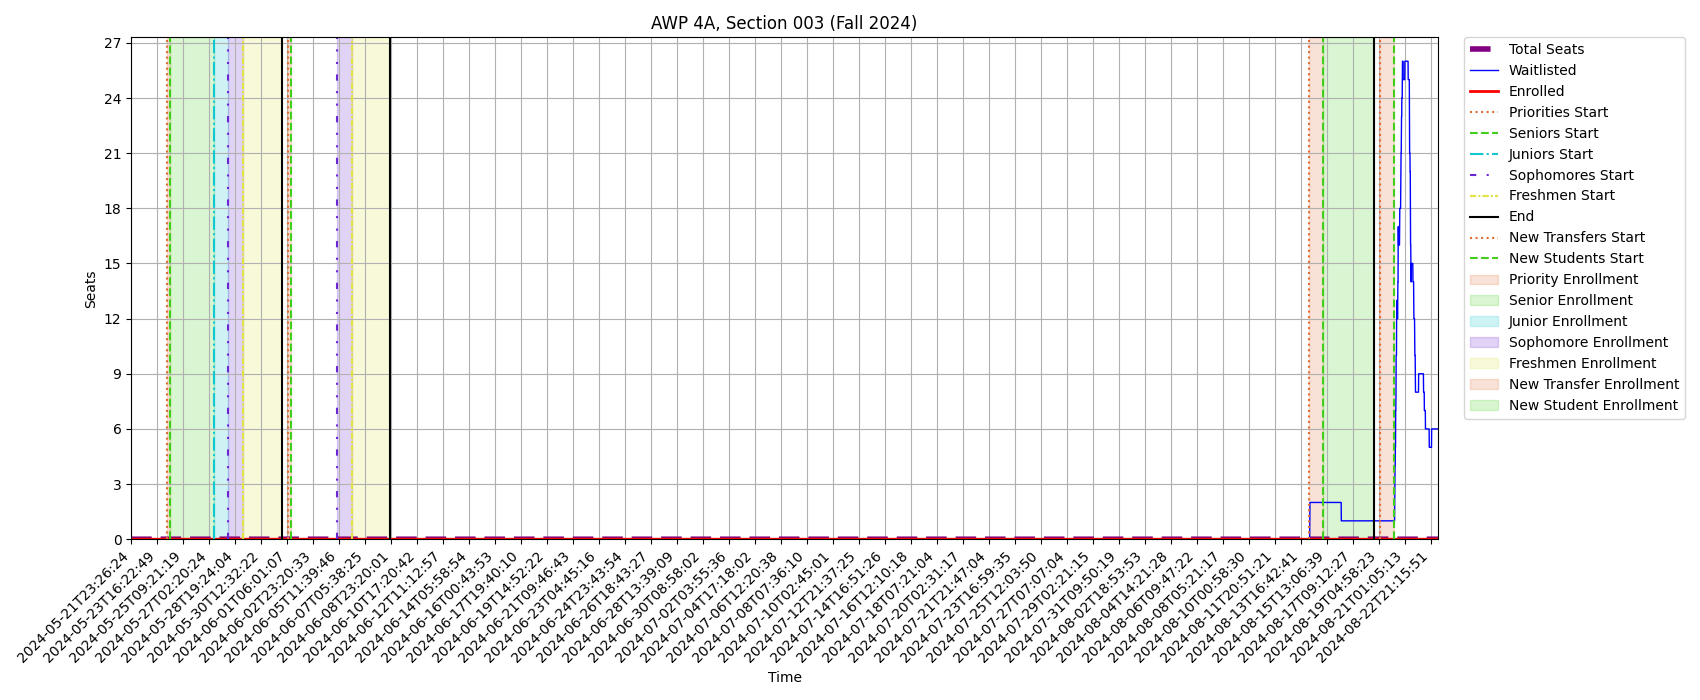 AWP 4A, Section 003 (Fall 2024)
Seats
27
24
21
18
15
12
9
6
3
0
2024-05-21T23:26:24
2024-05-23T16:22:49
2024-05-25T09:21:19
2024-05-27T02:20:24
2024-05-28T19:24:04
2024-05-30T12:32:22
2024-06-01T06:01:07
2024-06-02T23:20:33
2024-06-05T11:39:46
2024-06-07T05:38:25
2024-06-08T23:20:01
2024-06-10T17:20:42
2024-06-12T11:12:57
2024-06-14T05:58:54
2024-06-16T00:43:53
2024-06-17T19:40:10
2024-06-19T14:52:22
2024-06-21T09:46:43
2024-06-23T04:45:16
2024-06-24T23:43:54
2024-06-26T18:43:27
2024-06-28T13:39:09
2024-06-30T08:58:02
2024-07-02T03:55:36
2024-07-04T17:18:02
2024-07-06T12:20:38
2024-07-08T07:36:10
2024-07-10T02:45:01
2024-07-12T21:37:25
2024-07-14T16:51:26
2024-07-16T12:10:18
2024-07-18T07:21:04
2024-07-20T02:31:17
2024-07-21T21:47:04
2024-07-23T16:59:35
2024-07-25T12:03:50
2024-07-27T07:07:04
2024-07-29T02:21:15
2024-07-31T09:50:19
2024-08-02T18:53:53
2024-08-04T14:21:28
2024-08-06T09:47:22
2024-08-08T05:21:17
2024-08-10T00:58:30
2024-08-11T20:51:21
2024-08-13T16:42:41
2024-08-15T13:06:39
2024-08-17T09:12:27
2024-08-19T04:58:23
2024-08-21T01:05:13
2024-08-22T21:15:51
Time
Total Seats
Waitlisted
Enrolled
Priorities Start
Seniors Start
Juniors Start
Sophomores Start
Freshmen Start
End
New Transfers Start
New Students Start
Priority Enrollment
Senior Enrollment
Junior Enrollment
Sophomore Enrollment
Freshmen Enrollment
New Transfer Enrollment
New Student Enrollment